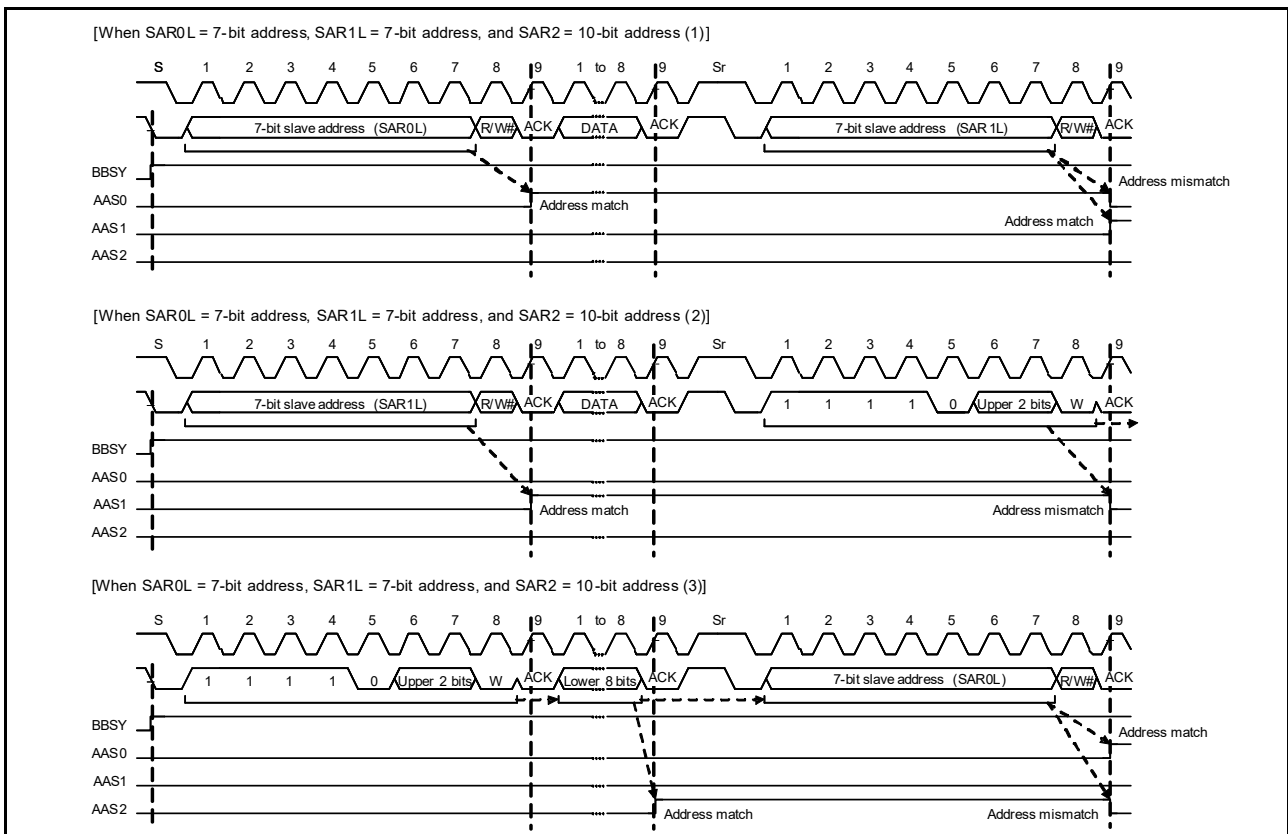 [When SAR0L = 7-bit address, SAR1L = 7-bit address, and SAR2 = 10-bit address (1)]
S 1 2 3 4 5 6 7 8 9 1 to 8 9 Sr 1 2 3 4 5 6 7 8 9
7-bit slave address (SAR0L) R/W# ACK DATA ACK 7-bit slave address (SAR1L) R/W# ACK
BBSY
Address mismatch
AAS0
Address match
AAS1
Address match
AAS2
[When SAR0L = 7-bit address, SAR1L = 7-bit address, and SAR2 = 10-bit address (2)]
S 1 2 3 4 5 6 7 8 9 1 to 8 9 Sr 1 2 3 4 5 6 7 8 9
7-bit slave address (SAR1L) R/W# ACK DATA ACK 1 1 1 1 0 Upper 2 bits W ACK
BBSY
AAS0
AAS1
Address match Address mismatch
AAS2
[When SAR0L = 7-bit address, SAR1L = 7-bit address, and SAR2 = 10-bit address (3)]
S 1 2 3 4 5 6 7 8 9 1 to 8 9 Sr 1 2 3 4 5 6 7 8 9
1 1 1 1 0 Upper 2 bits W ACK Lower 8 bits ACK 7-bit slave address (SAR0L) R/W# ACK
BBSY
Address match
AAS0
AAS1
AAS2
Address match Address mismatch